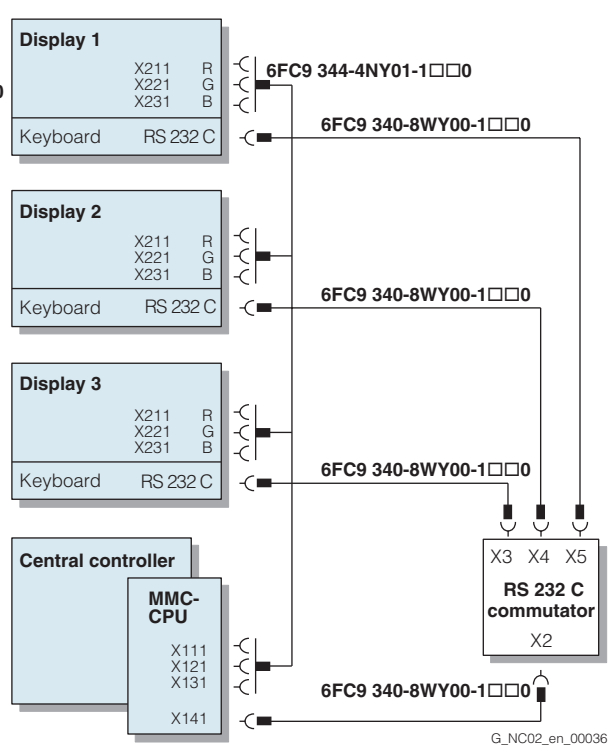 Display 1
X211 R
X221 G
X231 B
6FC9 344-4NY01-1□□0
0
Keyboard RS 232 C
6FC9 340-8WY00-1□□0
Display 2
X211 R
X221 G
X231 B
Keyboard RS 232 C
6FC9 340-8WY00-1□□0
Display 3
X211 R
X221 G
X231 B
Keyboard RS 232 C
6FC9 340-8WY00-1□□0
Central controller
MMC-
CPU
X111
X121
X131
X141
X3 X4 X5
RS 232 C
commutator
X2
6FC9 340-8WY00-1□□0
G_NC02_en_00036